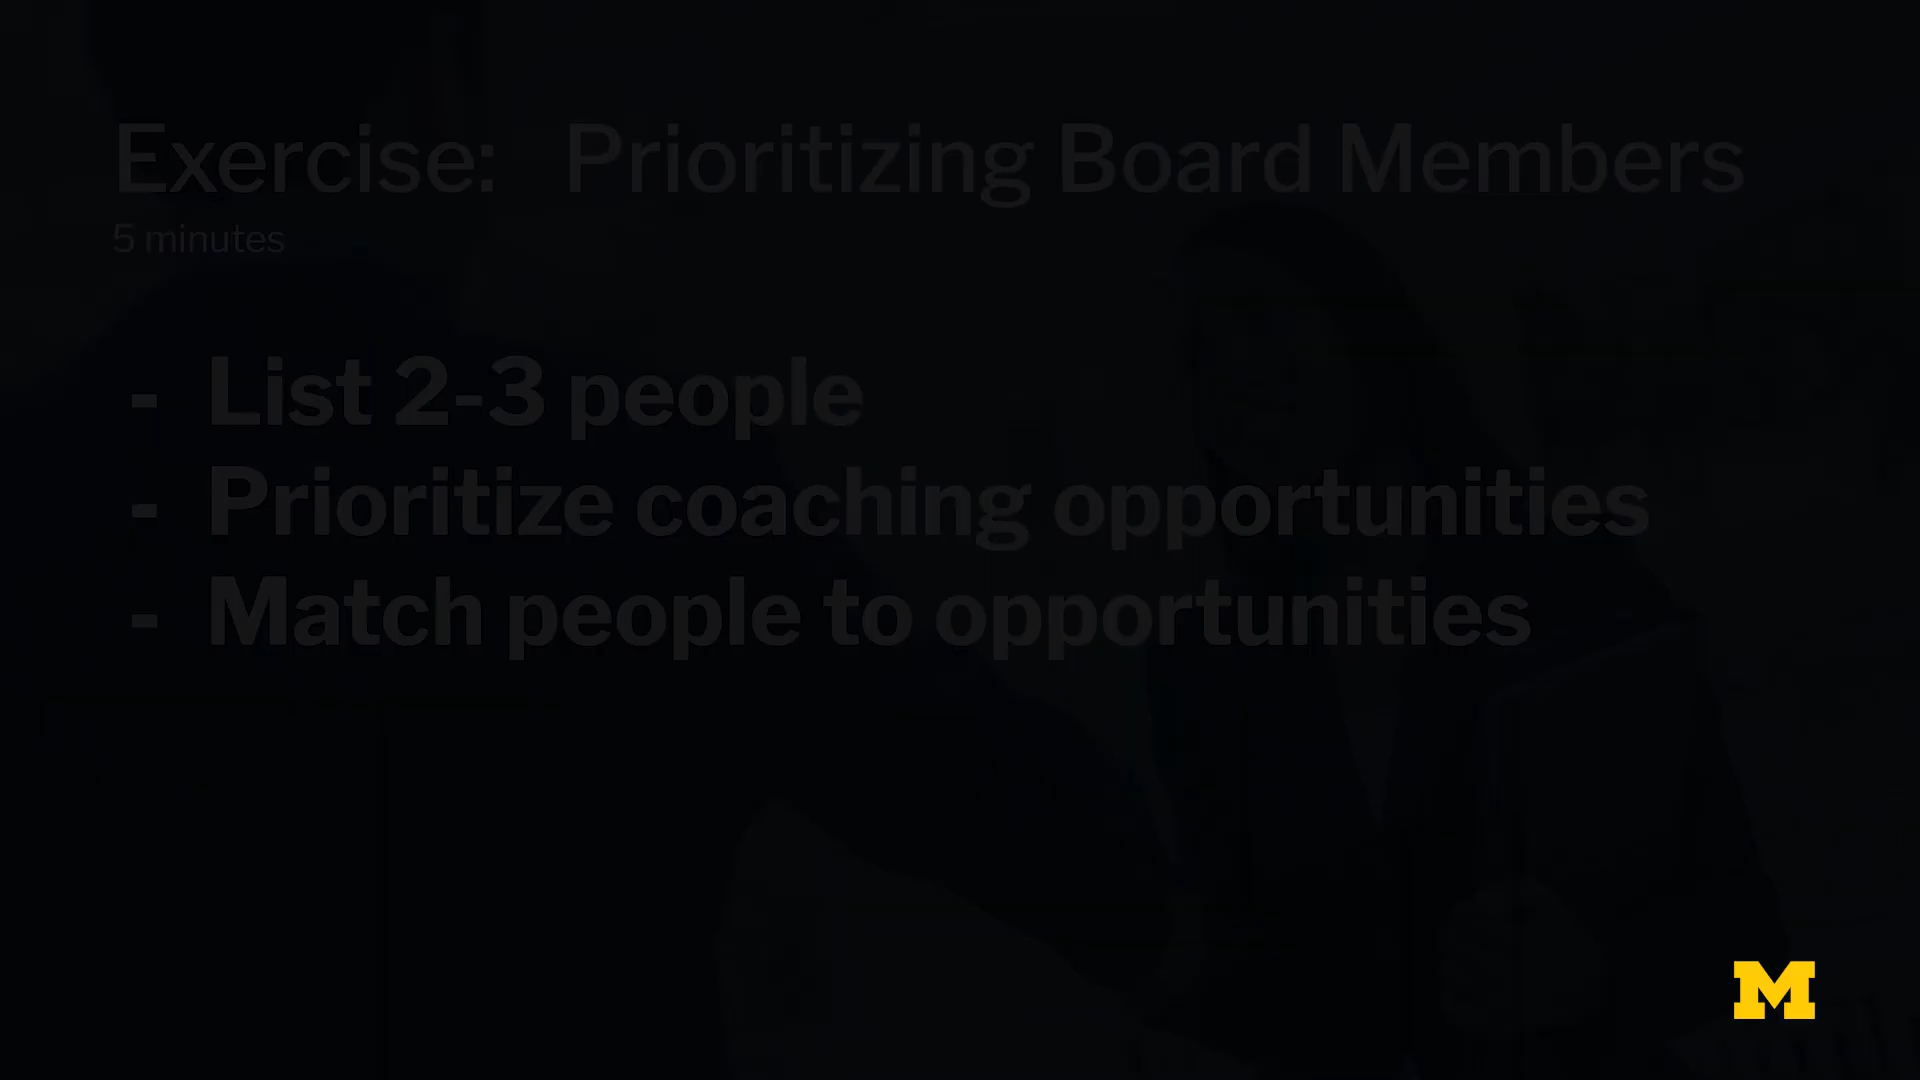 Exercise: Prioritizing Board Members
5 minutes
- List 2-3 people
- Prioritize coaching opportunities
- Match people to opportunities
M